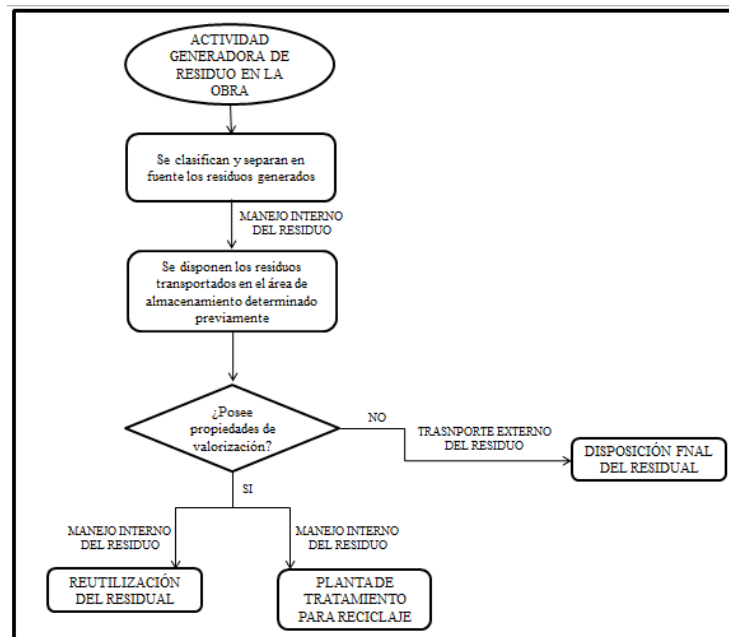 ACTIVIDAD
GENERADORA DE
RESIDUO EN LA
OBRA
Se clasifican y separan en
fuente los residuos generados
MANEJO INTERNO
DEL RESIDUO
Se disponen los residuos
transportados en el área de
almacenamiento determinado
previamente
¿Posee
propiedades de
valorización?
NO
TRASNPORTE EXTERNO
DEL RESIDUO
DISPOSICIÓN FNAL
DEL RESIDUAL
SI
MANEJO INTERNO
DEL RESIDUO
MANEJO INTERNO
DEL RESIDUO
REUTILIZACIÓN
DEL RESIDUAL
PLANTA DE
TRATAMIENTO
PARA RECICLAJE